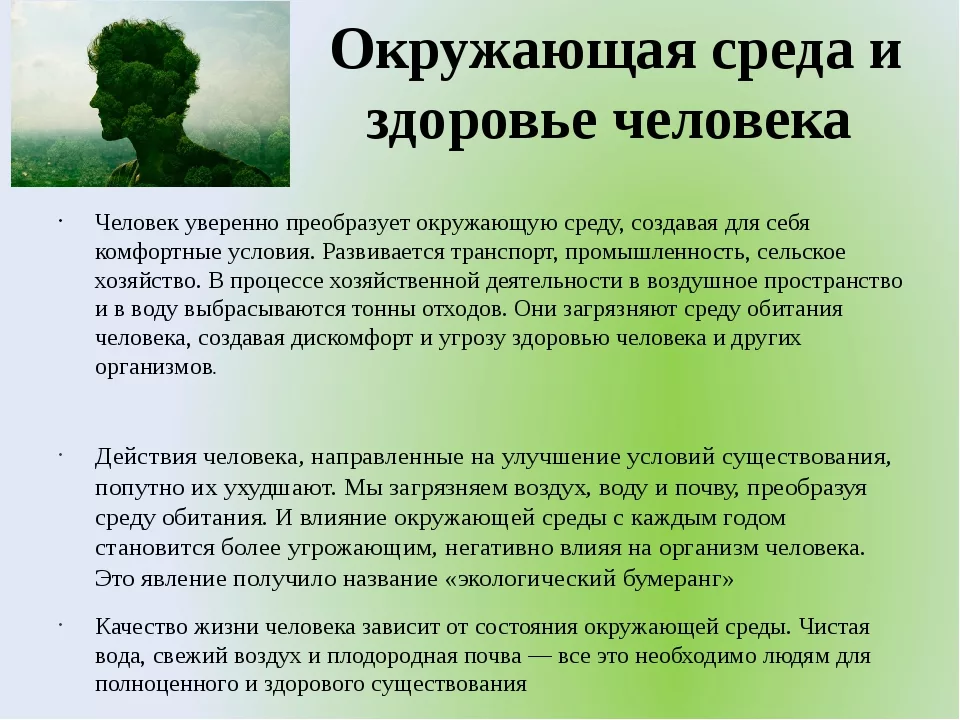 Окружающая среда и
здоровье человека
· Человек уверенно преобразует окружающую среду, создавая для себя
комфортные условия. Развивается транспорт, промышленность, сельское
хозяйство. В процессе хозяйственной деятельности в воздушное пространство
и в воду выбрасываются тонны отходов. Они загрязняют среду обитания
человека, создавая дискомфорт и угрозу здоровью человека и других
организмов.
· Действия человека, направленные на улучшение условий существования,
попутно их ухудшают. Мы загрязняем воздух, воду и почву, преобразуя
среду обитания. И влияние окружающей среды с каждым годом
становится более угрожающим, негативно влияя на организм человека.
Это явление получило название «экологический бумеранг»
· Качество жизни человека зависит от состояния окружающей среды. Чистая
вода, свежий воздух и плодородная почва — все это необходимо людям для
полноценного и здорового существования